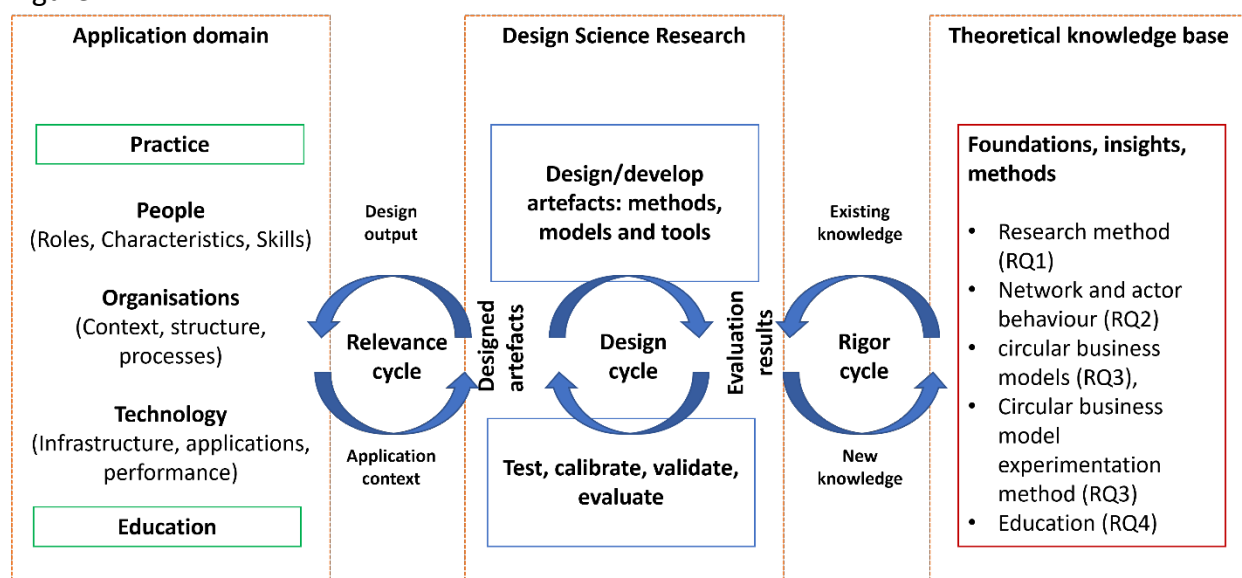 Application domain
Practice
People
(Roles, Characteristics, Skills)
Organisations
(Context, structure,
processes)
Technology
(Infrastructure, applications,
performance)
Education
Design
output
Relevance
cycle
Application
context
Design Science Research
Design/develop
artefacts: methods,
models and tools
Designed
artefacts
Design
cycle
Evaluation
results
Test, calibrate, validate,
evaluate
Existing
knowledge
Rigor
cycle
New
knowledge
Theoretical knowledge base
Foundations, insights,
methods
• Research method
(RQ1)
• Network and actor
behaviour (RQ2)
• circular business
models (RQ3),
• Circular business
model
experimentation
method (RQ3)
• Education (RQ4)